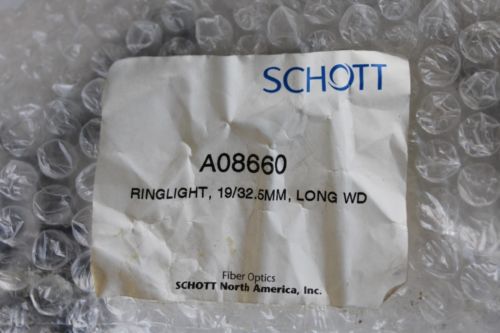 SCHOTT
A08660
RINGLIGHT, 19/32.5MM, LONG WD
Fiber Optics
SCHOTT North America, Inc.